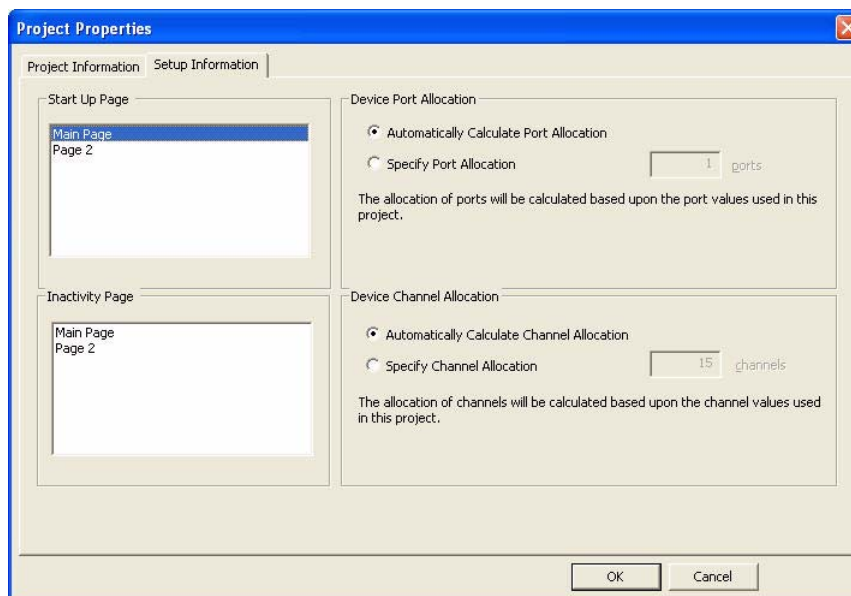 Project Properties
Project Information
Setup Information
Start Up Page
Main Page
Page 2
Device Port Allocation
Automatically Calculate Port Allocation
Specify Port Allocation 1 ports
The allocation of ports will be calculated based upon the port values used in this
project.
Inactivity Page
Main Page
Page 2
Device Channel Allocation
Automatically Calculate Channel Allocation
Specify Channel Allocation 15 channels
The allocation of channels will be calculated based upon the channel values used
in this project.
OK
Cancel